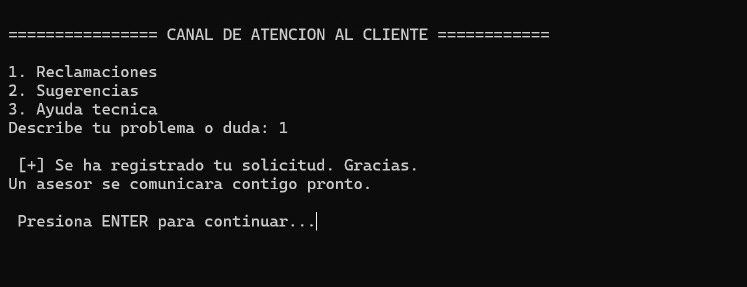 ================ CANAL DE ATENCION AL CLIENTE ============
1. Reclamaciones
2. Sugerencias
3. Ayuda tecnica
Describe tu problema o duda: 1
[+] Se ha registrado tu solicitud. Gracias.
Un asesor se comunicara contigo pronto.
Presiona ENTER para continuar...